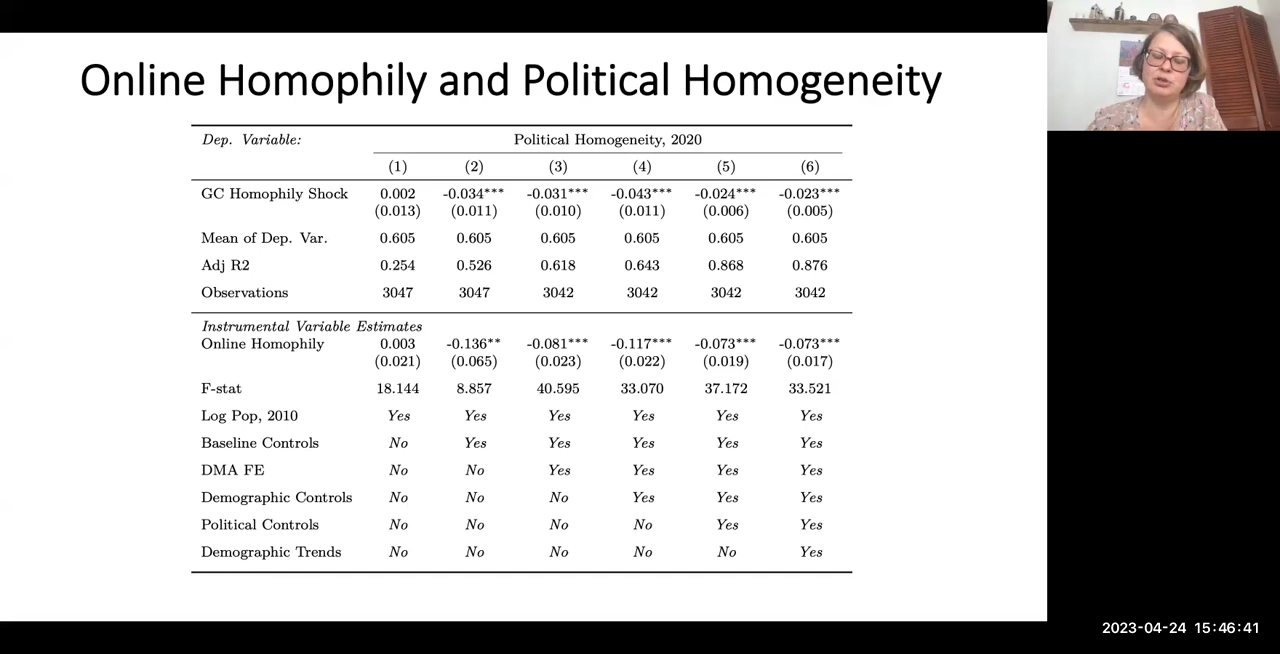 Online Homophily and Political Homogeneity
Dep. Variable: Political Homogeneity, 2020
(1) (2) (3) (4) (5) (6)
GC Homophily Shock 0.002 -0.034*** -0.031*** -0.043*** -0.024*** -0.023***
(0.013) (0.011) (0.010) (0.011) (0.006) (0.005)
Mean of Dep. Var. 0.605 0.605 0.605 0.605 0.605 0.605
Adj R2 0.254 0.526 0.618 0.643 0.868 0.876
Observations 3047 3047 3042 3042 3042 3042
Instrumental Variable Estimates
Online Homophily 0.003 -0.136** -0.081*** -0.117*** -0.073*** -0.073***
(0.021) (0.065) (0.023) (0.022) (0.019) (0.017)
F-stat 18.144 8.857 40.595 33.070 37.172 33.521
Log Pop, 2010 Yes Yes Yes Yes Yes Yes
Baseline Controls No Yes Yes Yes Yes Yes
DMA FE No No Yes Yes Yes Yes
Demographic Controls No No No Yes Yes Yes
Political Controls No No No No Yes Yes
Demographic Trends No No No No No Yes
2023-04-24 15:46:41